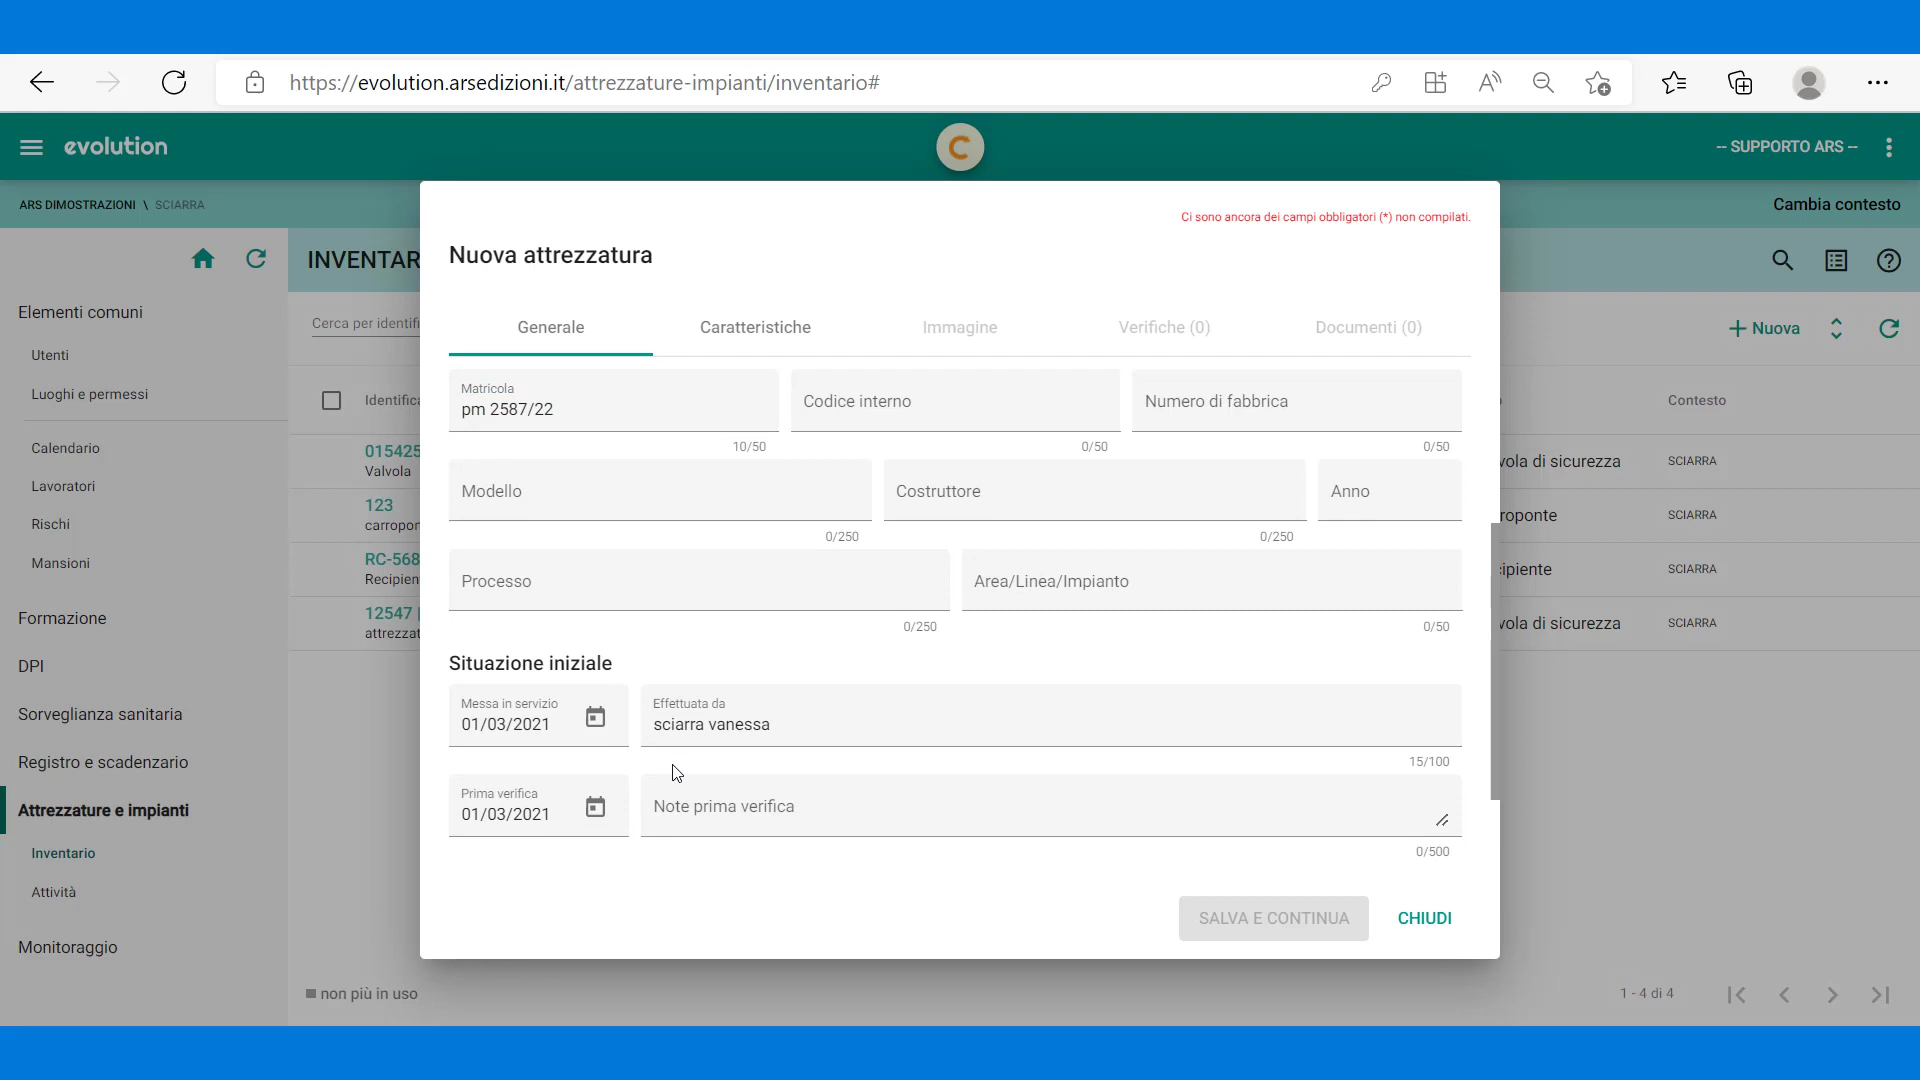 https://evolution.arsedizioni.it/attrezzature-impianti/inventario#
evolution
C
-- SUPPORTO ARS --
ARS DIMOSTRAZIONI \ SCIARRA
Cambia contesto
INVENTAR
Elementi comuni
Utenti
Luoghi e permessi
Calendario
Lavoratori
Rischi
Mansioni
Formazione
DPI
Sorveglianza sanitaria
Registro e scadenzario
Attrezzature e impianti
Inventario
Attività
Monitoraggio
Cerca per identifi
Nuova
Identifica
Contesto
015425
Valvola
vola di sicurezza
SCIARRA
123
carropon
roponte
SCIARRA
RC-568
Recipien
cipiente
SCIARRA
12547 |
attrezzat
vola di sicurezza
SCIARRA
non più in uso
1 - 4 di 4
Ci sono ancora dei campi obbligatori (*) non compilati.
Nuova attrezzatura
Generale
Caratteristiche
Immagine
Verifiche (0)
Documenti (0)
Matricola
pm 2587/22
10/50
Codice interno
0/50
Numero di fabbrica
0/50
Modello
0/250
Costruttore
0/250
Anno
Processo
0/250
Area/Linea/Impianto
0/50
Situazione iniziale
Messa in servizio
01/03/2021
Effettuata da
sciarra vanessa
15/100
Prima verifica
01/03/2021
Note prima verifica
0/500
SALVA E CONTINUA
CHIUDI